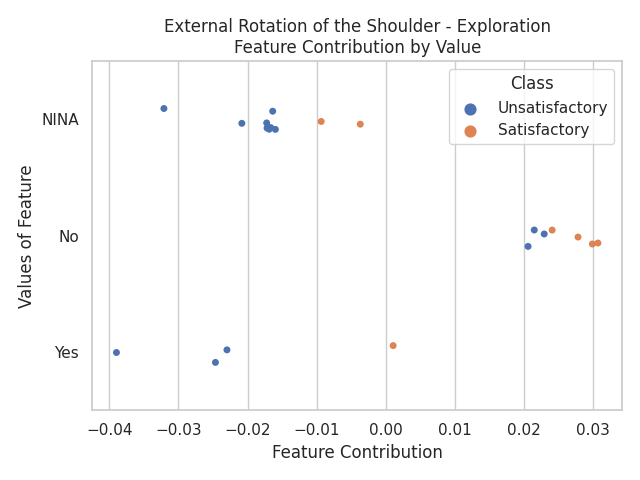 External Rotation of the Shoulder - Exploration
Feature Contribution by Value
Class
Unsatisfactory
Satisfactory
Values of Feature
NINA
No
Yes
−0.04 −0.03 −0.02 −0.01 0.00 0.01 0.02 0.03
Feature Contribution